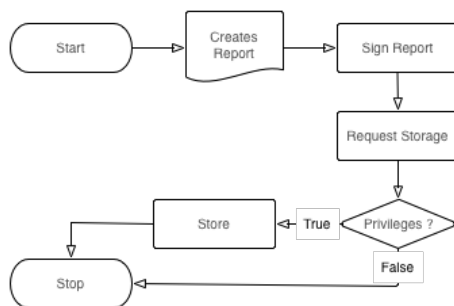 Start
Creates
Report
Sign Report
Request Storage
Privileges ?
True
Store
False
Stop